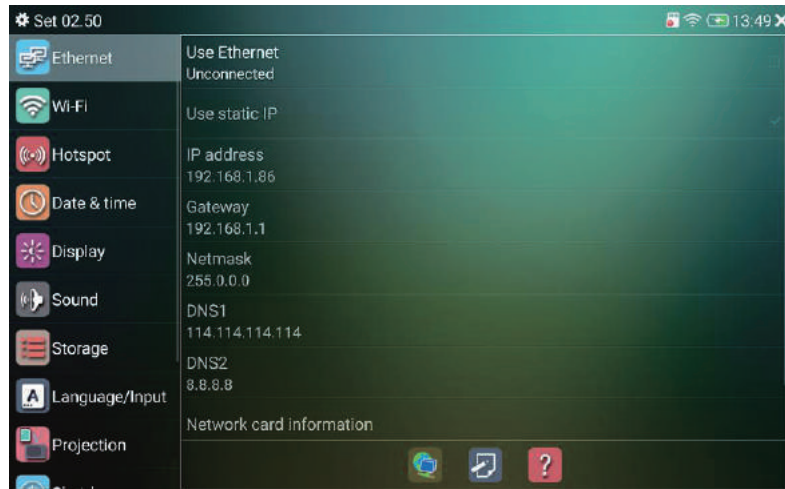 Set 02.50
13:49
Ethernet
Wi-Fi
Hotspot
Date & time
Display
Sound
Storage
Language/Input
Projection
Use Ethernet
Unconnected
Use static IP
IP address
192.168.1.86
Gateway
192.168.1.1
Netmask
255.0.0.0
DNS1
114.114.114.114
DNS2
8.8.8.8
Network card information
A
?